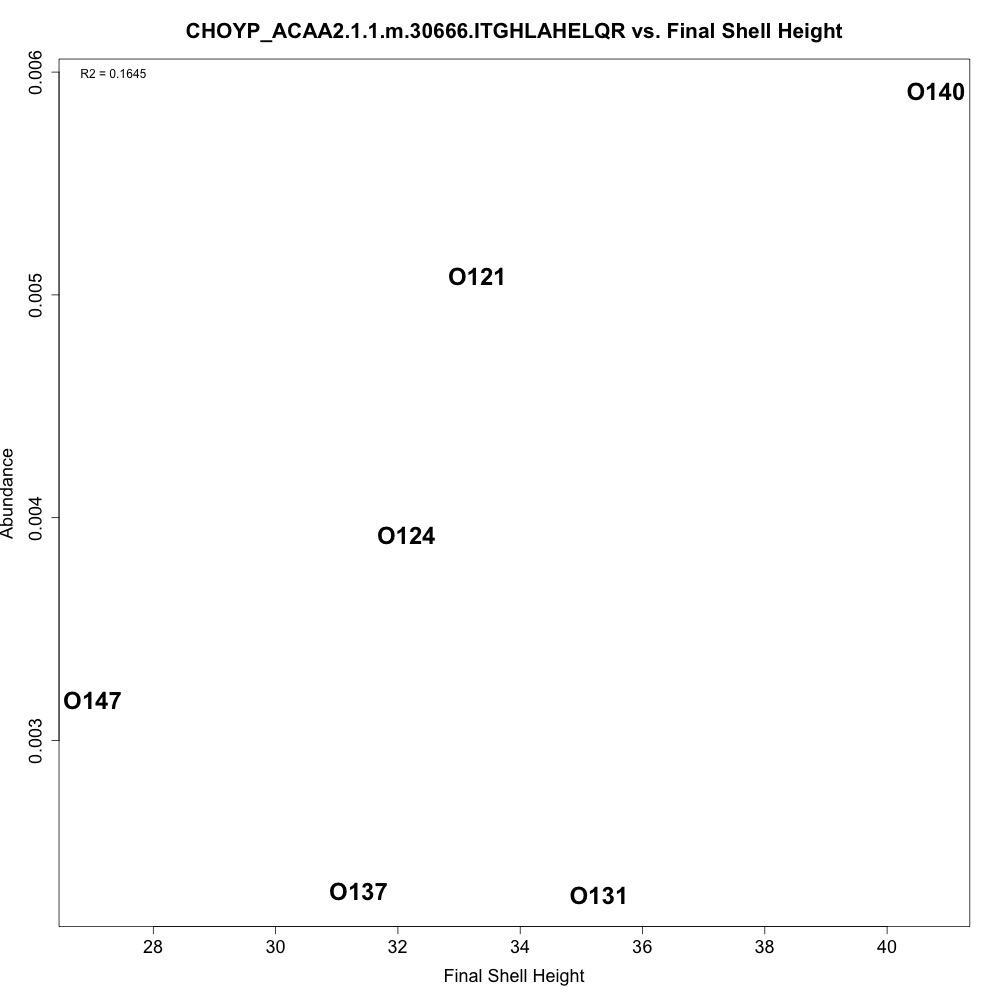 CHOYP_ACAA2.1.1.m.30666.ITGHLAHELQR vs. Final Shell Height
R2 = 0.1645
0.006
O140
O121
0.005
Abundance
0.004
O124
O147
0.003
O137
O131
28 30 32 34 36 38 40
Final Shell Height